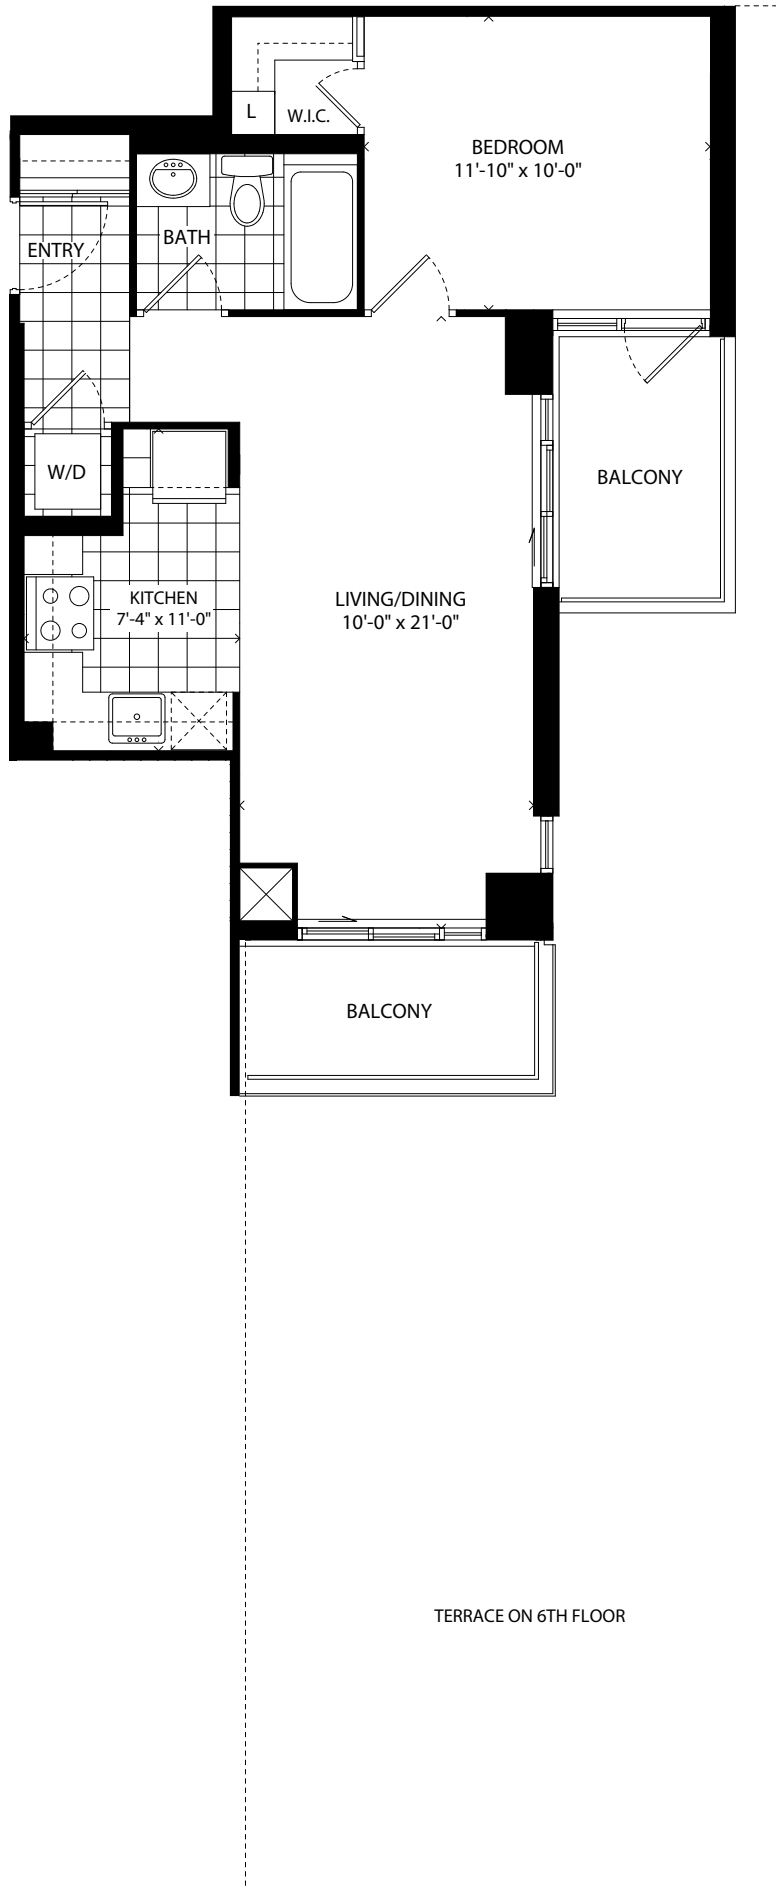 L
W.I.C.
BEDROOM
11'-10" x 10'-0"
BATH
ENTRY
W/D
BALCONY
KITCHEN
7'-4" x 11'-0"
LIVING/DINING
10'-0" x 21'-0"
BALCONY
TERRACE ON 6TH FLOOR